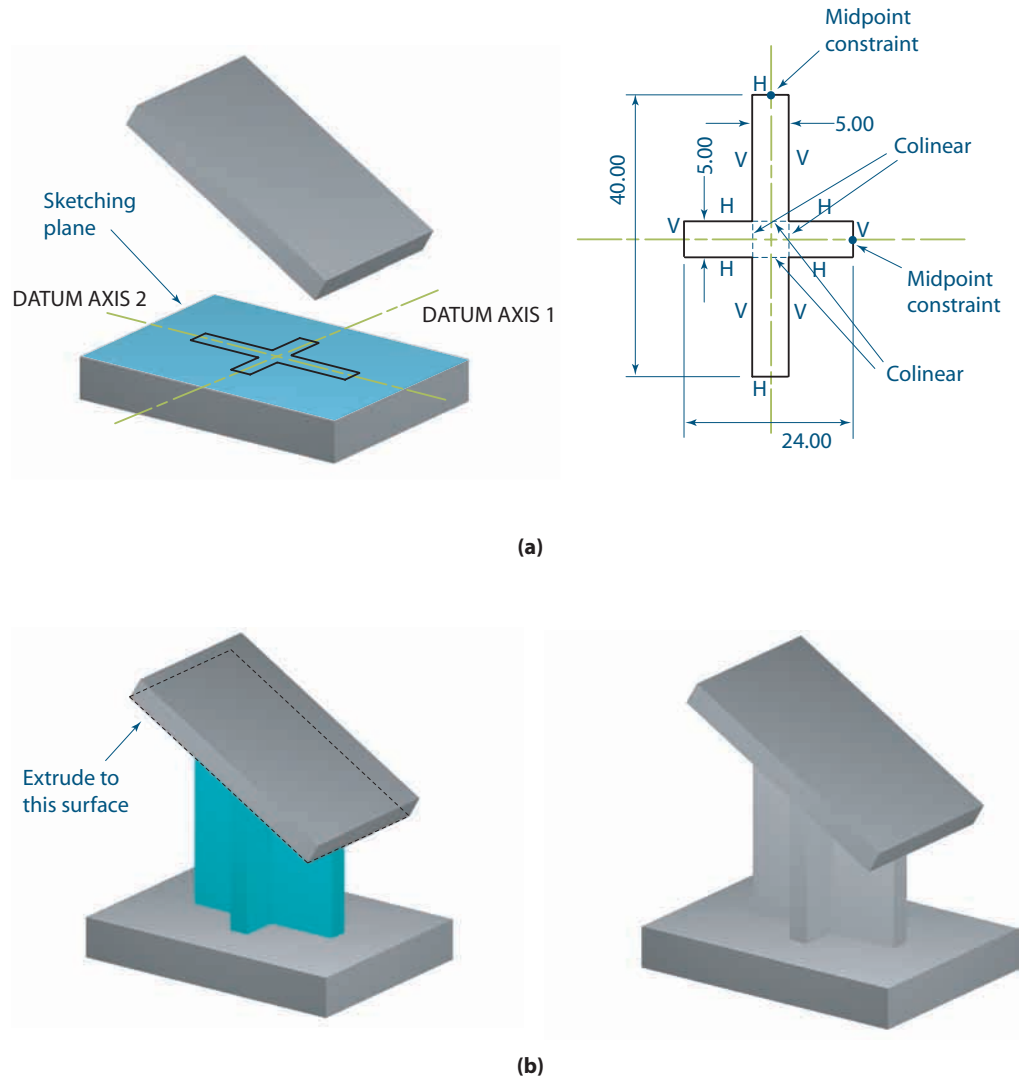 Midpoint
constraint
H
5.00
40.00
5.00
V
V
Colinear
Sketching
plane
H
H
V
V
DATUM AXIS 2
DATUM AXIS 1
H
H
Midpoint
constraint
V
V
Colinear
H
24.00
(a)
Extrude to
this surface
(b)